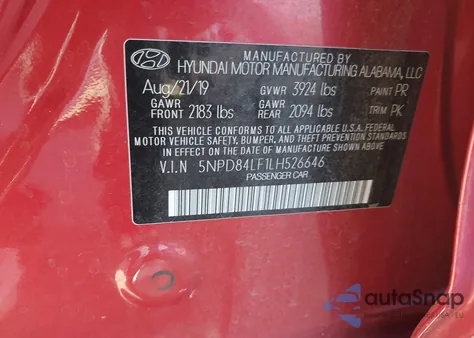 MANUFACTURED BY
HYUNDAI MOTOR MANUFACTURING ALABAMA, LLC
Aug/21/19 GVWR 3924 lbs PAINT PR
GAWR FRONT 2183 lbs GAWR REAR 2094 lbs TRIM PK
THIS VEHICLE CONFORMS TO ALL APPLICABLE U.S.A. FEDERAL
MOTOR VEHICLE SAFETY, BUMPER, AND THEFT PREVENTION STANDARDS
IN EFFECT ON THE DATE OF MANUFACTURE SHOWN ABOVE.
V.I.N 5NPD84LF1LH526646
PASSENGER CAR
autoSnap